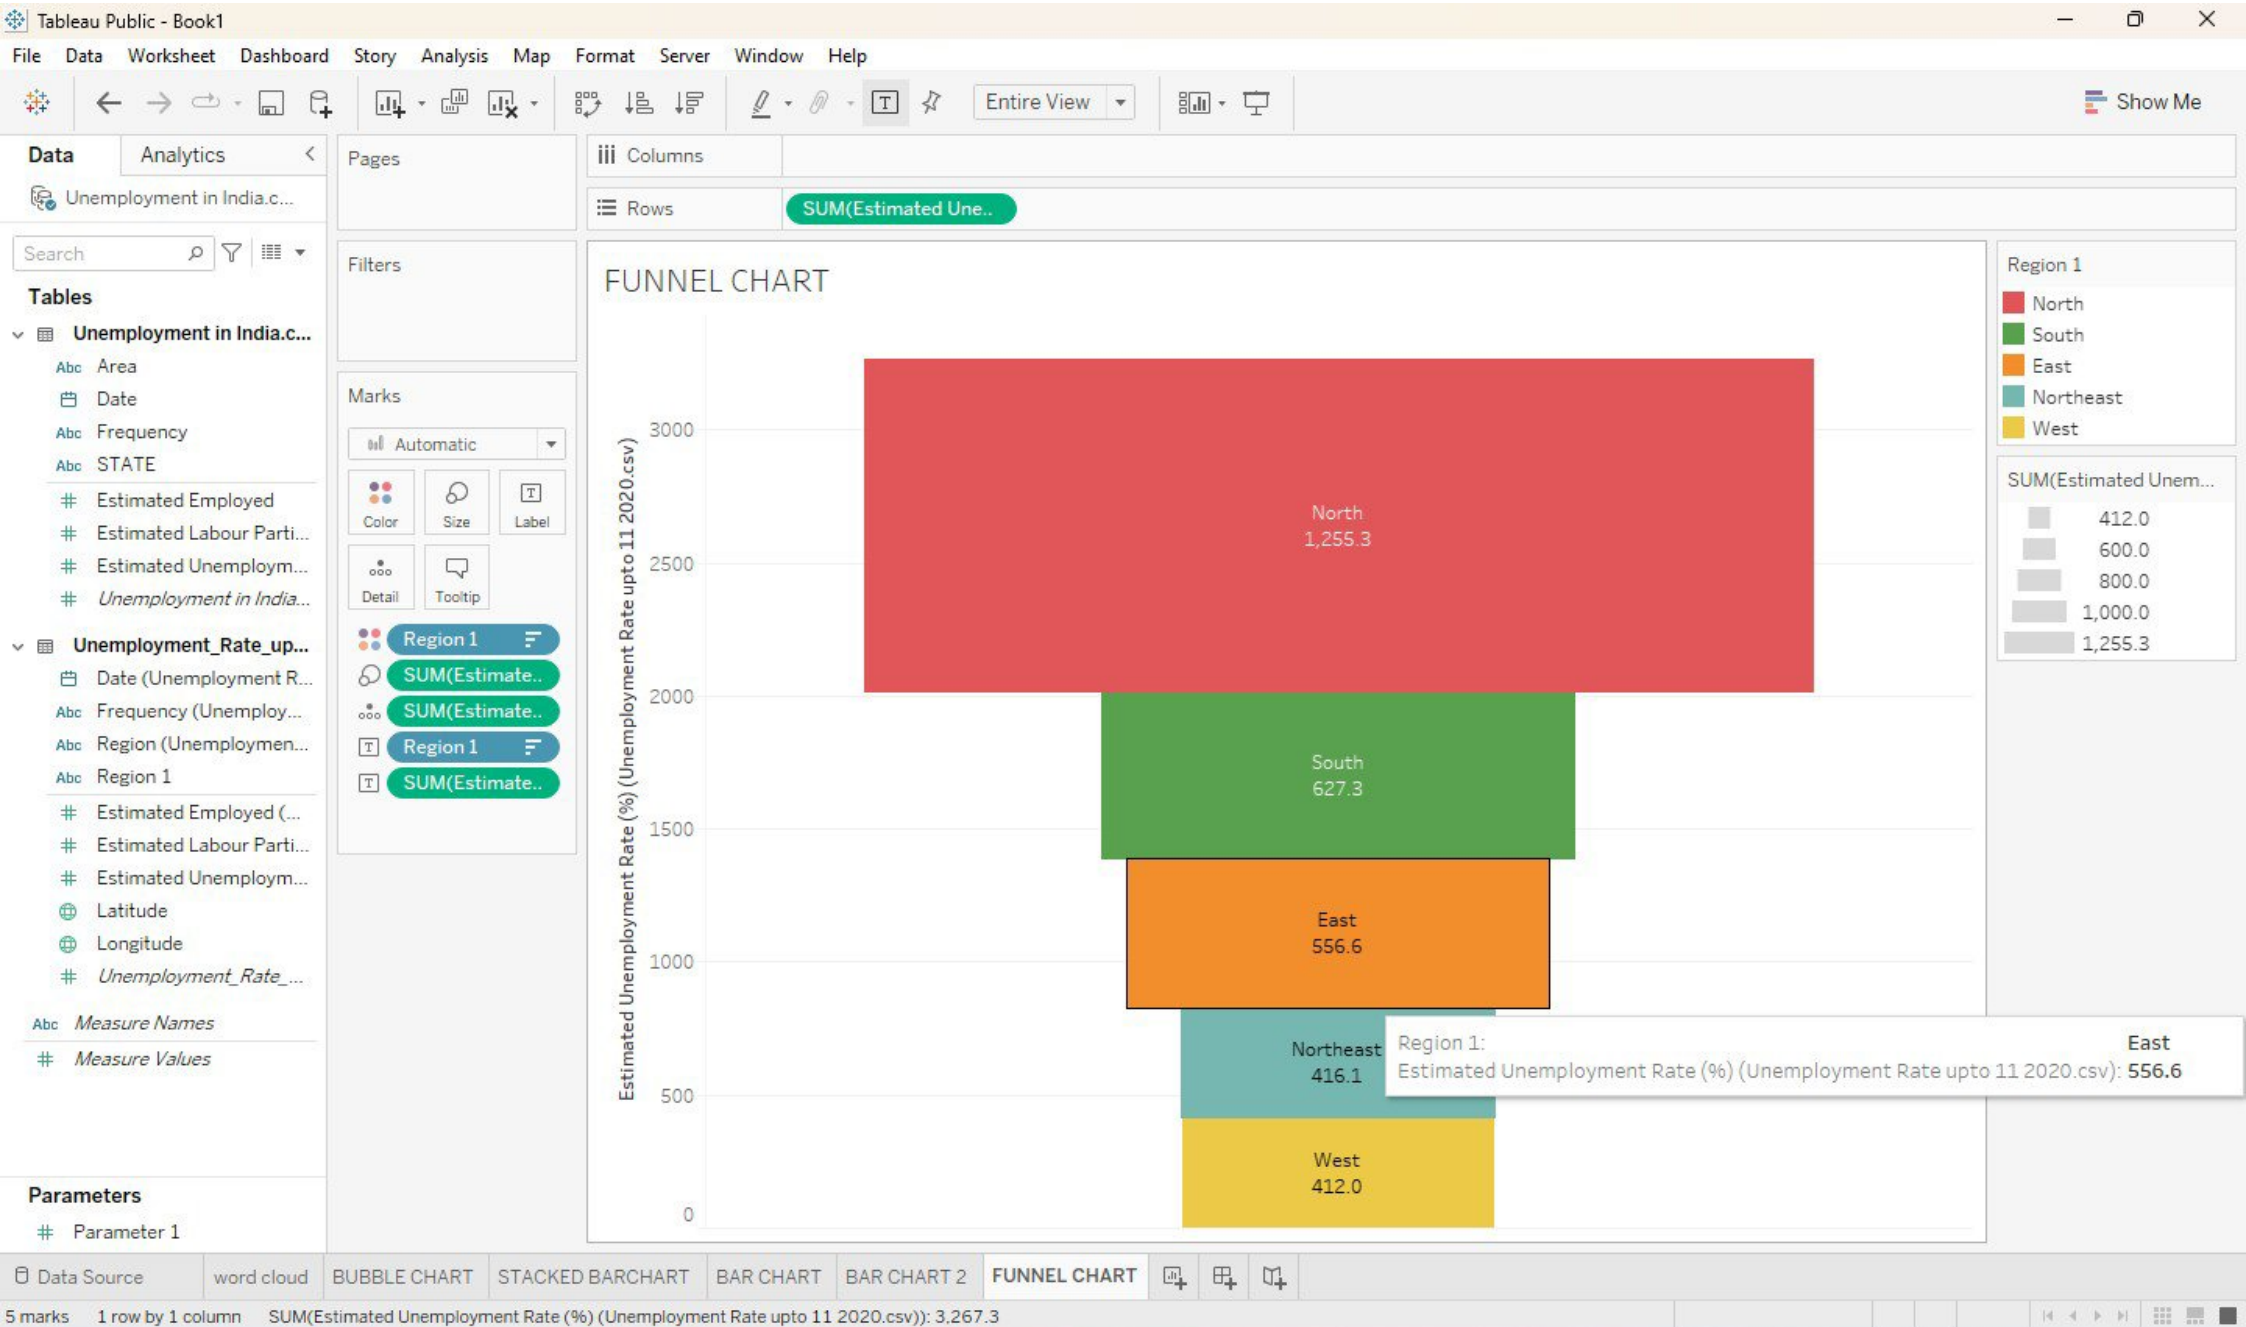 Tableau Public - Book1
File Data Worksheet Dashboard Story Analysis Map Format Server Window Help
Entire View
Show Me
Data Analytics
Unemployment in India.c...
Search
Tables
Unemployment in India.c...
Abc Area
Date
Abc Frequency
Abc STATE
# Estimated Employed
# Estimated Labour Parti...
# Estimated Unemploym...
# Unemployment in India...
Unemployment_Rate_up...
Date (Unemployment R...
Abc Frequency (Unemploy...
Abc Region (Unemploymen...
Abc Region 1
# Estimated Employed (...
# Estimated Labour Parti...
# Estimated Unemploym...
Latitude
Longitude
# Unemployment_Rate_...
Abc Measure Names
# Measure Values
Parameters
# Parameter 1
Pages
Filters
Marks
Automatic
Color Size Label
Detail Tooltip
Region 1
SUM(Estimate..
SUM(Estimate..
T Region 1
T SUM(Estimate..
Columns
Rows SUM(Estimated Une..
FUNNEL CHART
Estimated Unemployment Rate (%) (Unemployment Rate upto 11 2020.csv)
3000
2500
2000
1500
1000
500
0
North
1,255.3
South
627.3
East
556.6
Northeast
416.1
West
412.0
Region 1: East
Estimated Unemployment Rate (%) (Unemployment Rate upto 11 2020.csv): 556.6
Region 1
North
South
East
Northeast
West
SUM(Estimated Unem...
412.0
600.0
800.0
1,000.0
1,255.3
Data Source word cloud BUBBLE CHART STACKED BARCHART BAR CHART BAR CHART 2 FUNNEL CHART
5 marks 1 row by 1 column SUM(Estimated Unemployment Rate (%) (Unemployment Rate upto 11 2020.csv)): 3,267.3